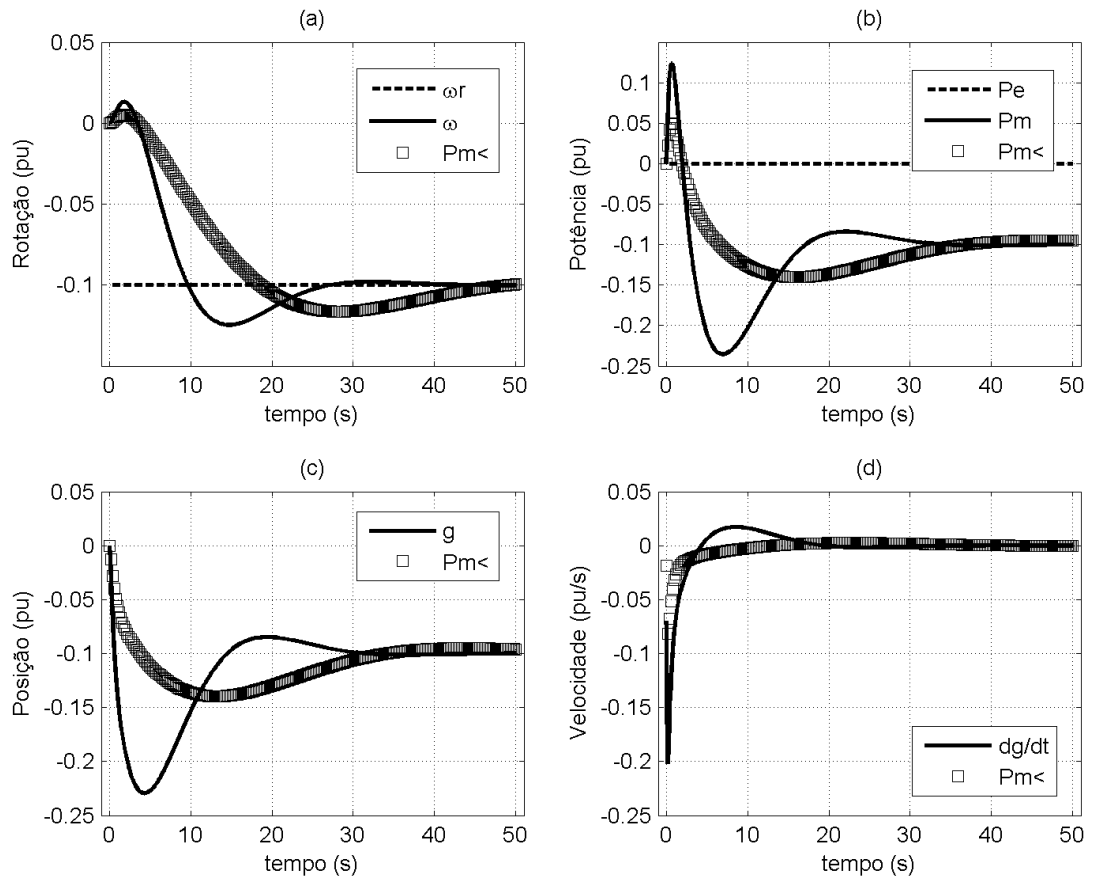 (a)
0.05
0
-0.05
-0.1
Rotação (pu)
ωr
ω
Pm<
0 10 20 30 40 50
tempo (s)
(b)
0.1
0.05
0
-0.05
-0.1
-0.15
-0.2
-0.25
Potência (pu)
Pe
Pm
Pm<
0 10 20 30 40 50
tempo (s)
(c)
0.05
0
-0.05
-0.1
-0.15
-0.2
-0.25
Posição (pu)
g
Pm<
0 10 20 30 40 50
tempo (s)
(d)
0.05
0
-0.05
-0.1
-0.15
-0.2
-0.25
Velocidade (pu/s)
dg/dt
Pm<
0 10 20 30 40 50
tempo (s)